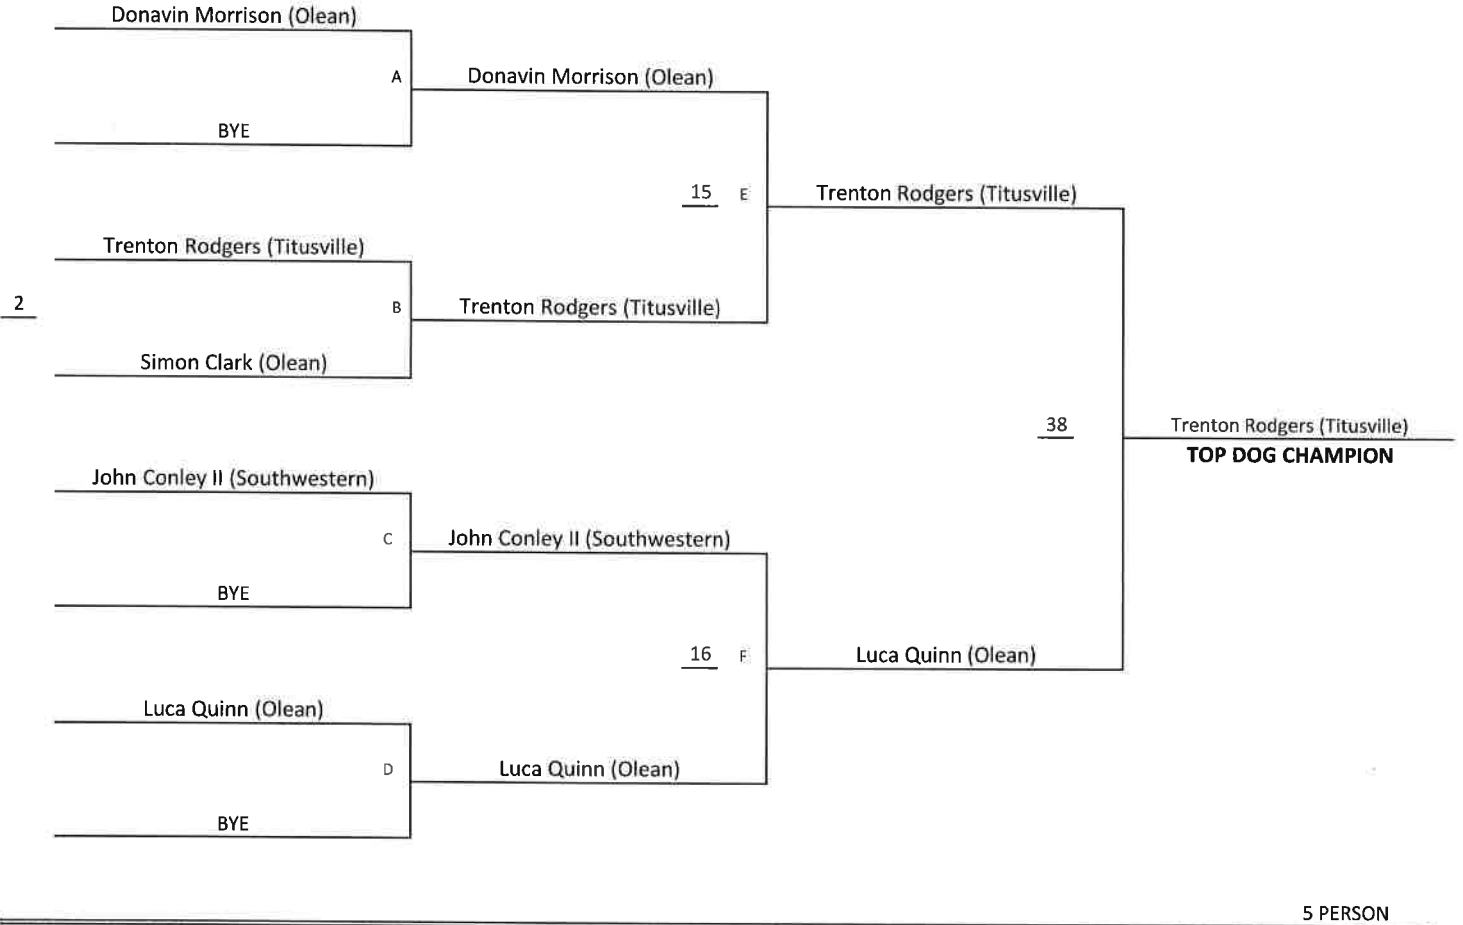 Donavin Morrison (Olean)
A
Donavin Morrison (Olean)
BYE
15
E
Trenton Rodgers (Titusville)
Trenton Rodgers (Titusville)
2
B
Trenton Rodgers (Titusville)
Simon Clark (Olean)
38
Trenton Rodgers (Titusville)
TOP DOG CHAMPION
John Conley II (Southwestern)
C
John Conley II (Southwestern)
BYE
16
F
Luca Quinn (Olean)
Luca Quinn (Olean)
D
Luca Quinn (Olean)
BYE
5 PERSON